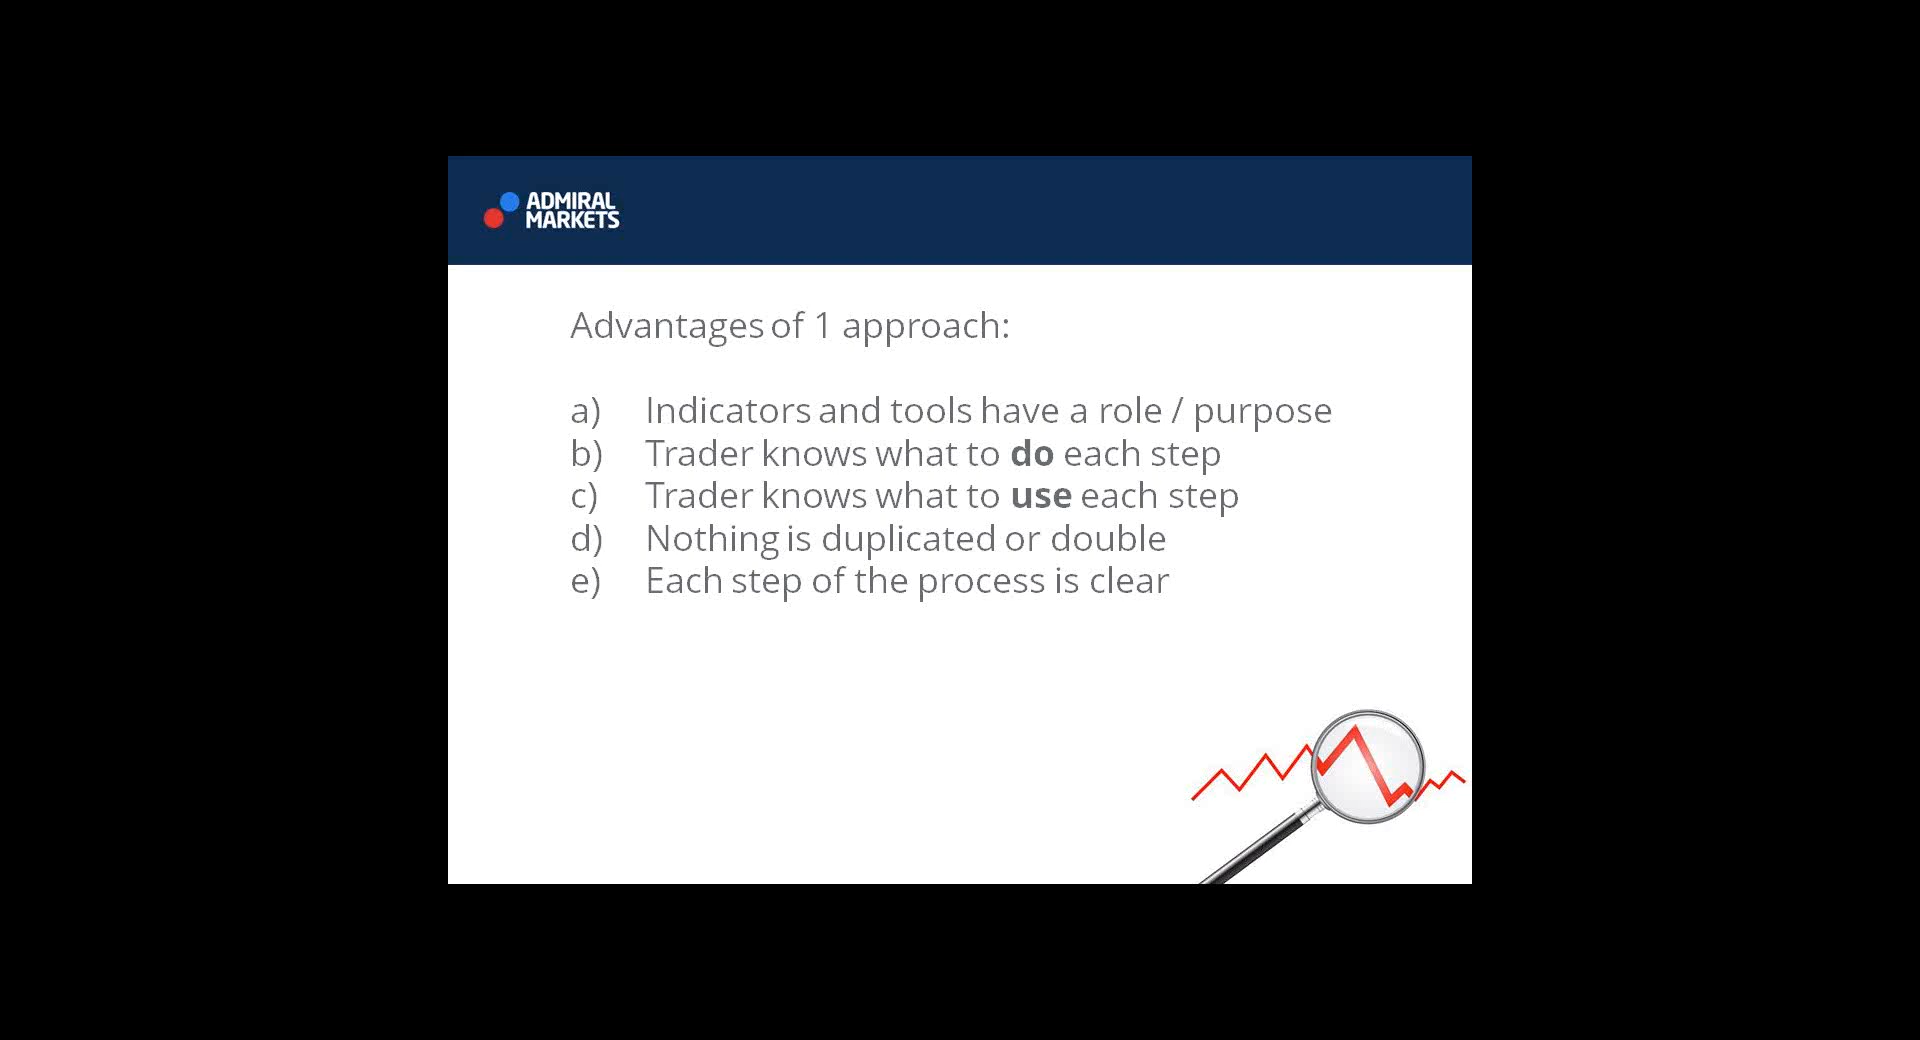 ADMIRAL
MARKETS
Advantages of 1 approach:
a) Indicators and tools have a role / purpose
b) Trader knows what to do each step
c) Trader knows what to use each step
d) Nothing is duplicated or double
e) Each step of the process is clear